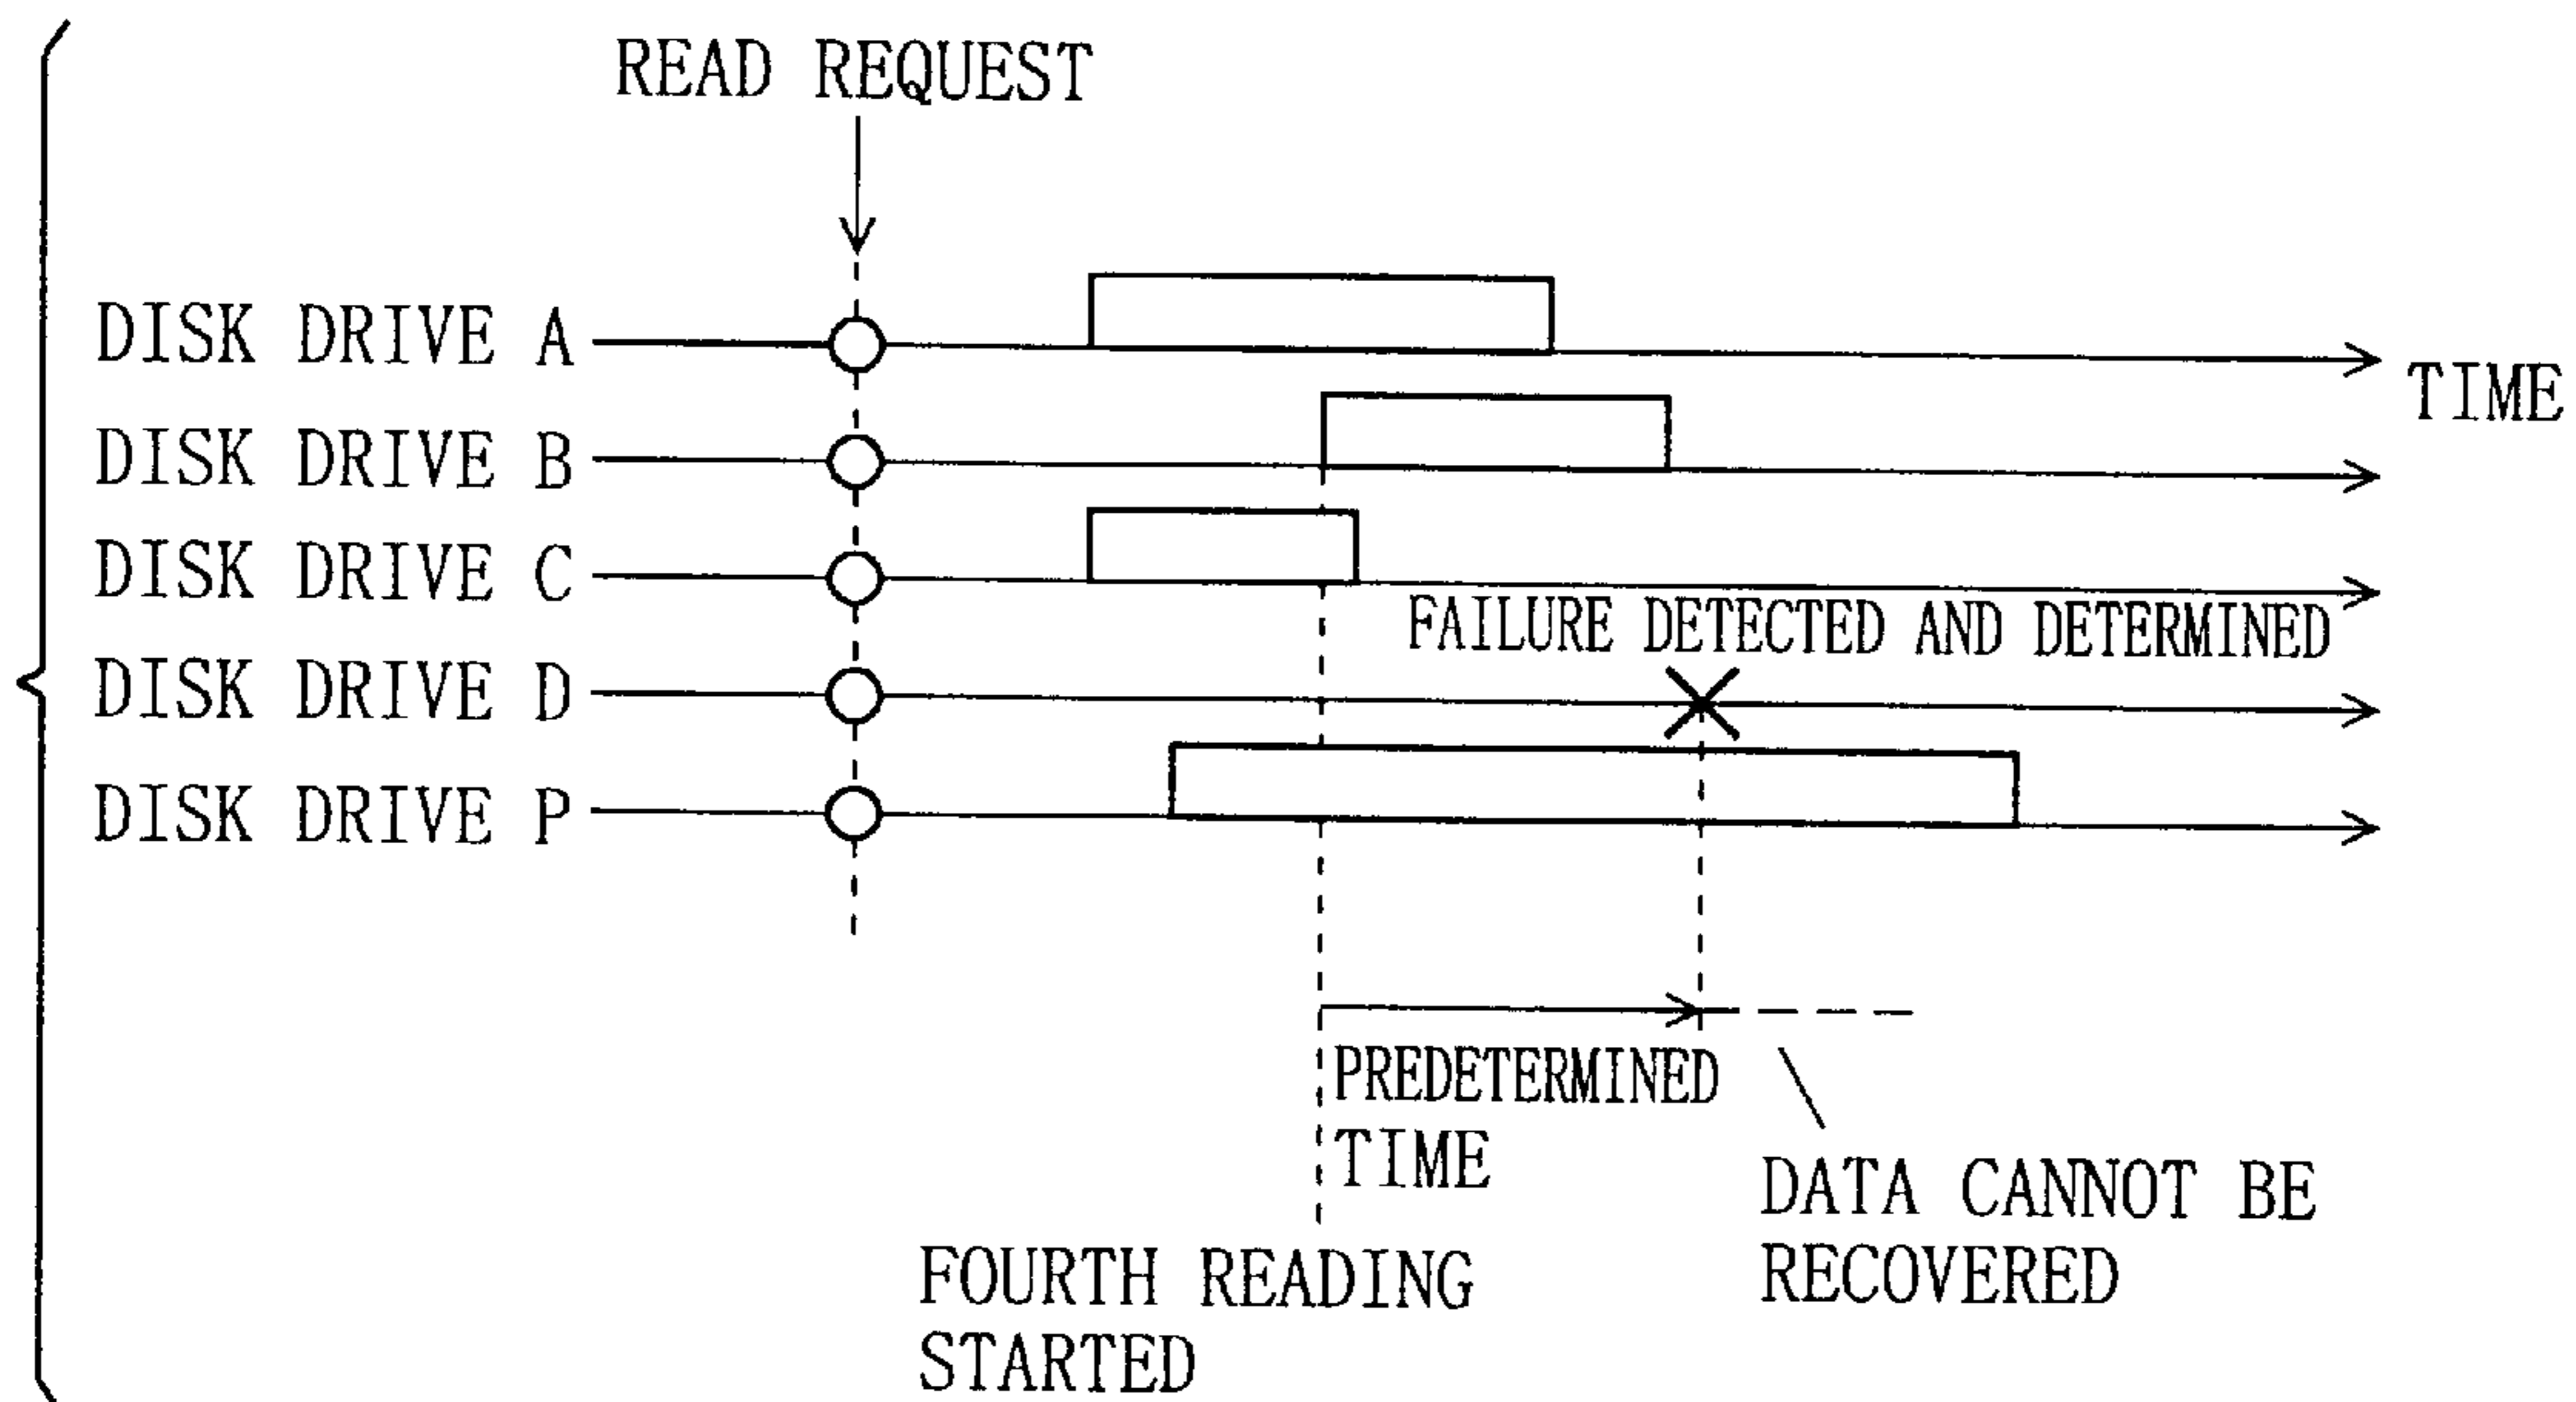 READ REQUEST
DISK DRIVE A
TIME
DISK DRIVE B
DISK DRIVE C
FAILURE DETECTED AND DETERMINED
DISK DRIVE D
DISK DRIVE P
PREDETERMINED
TIME
DATA CANNOT BE
RECOVERED
FOURTH READING
STARTED